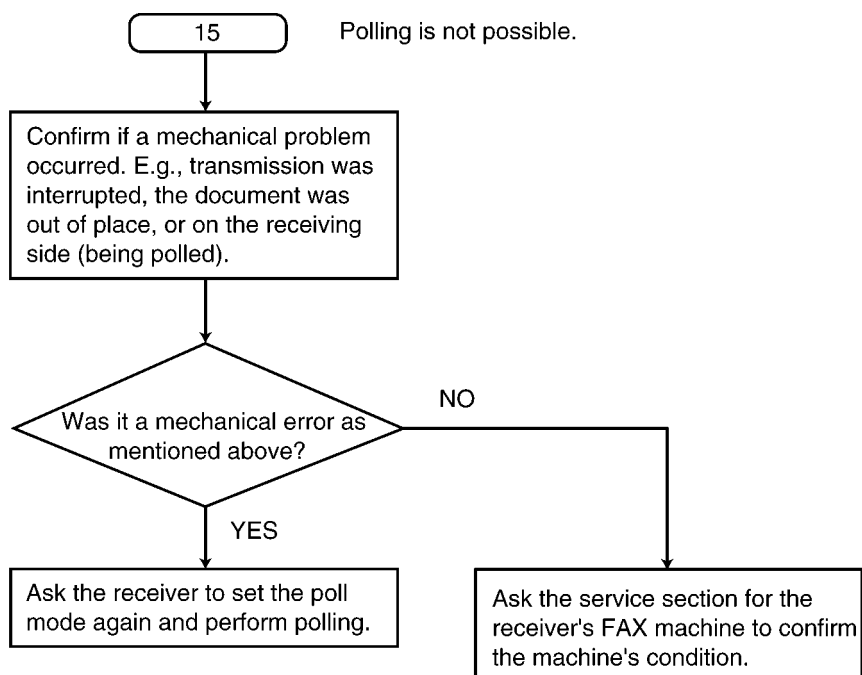 15
Polling is not possible.
Confirm if a mechanical problem
occurred. E.g., transmission was
interrupted, the document was
out of place, or on the receiving
side (being polled).
Was it a mechanical error as
mentioned above?
NO
YES
Ask the receiver to set the poll
mode again and perform polling.
Ask the service section for the
receiver's FAX machine to confirm
the machine's condition.